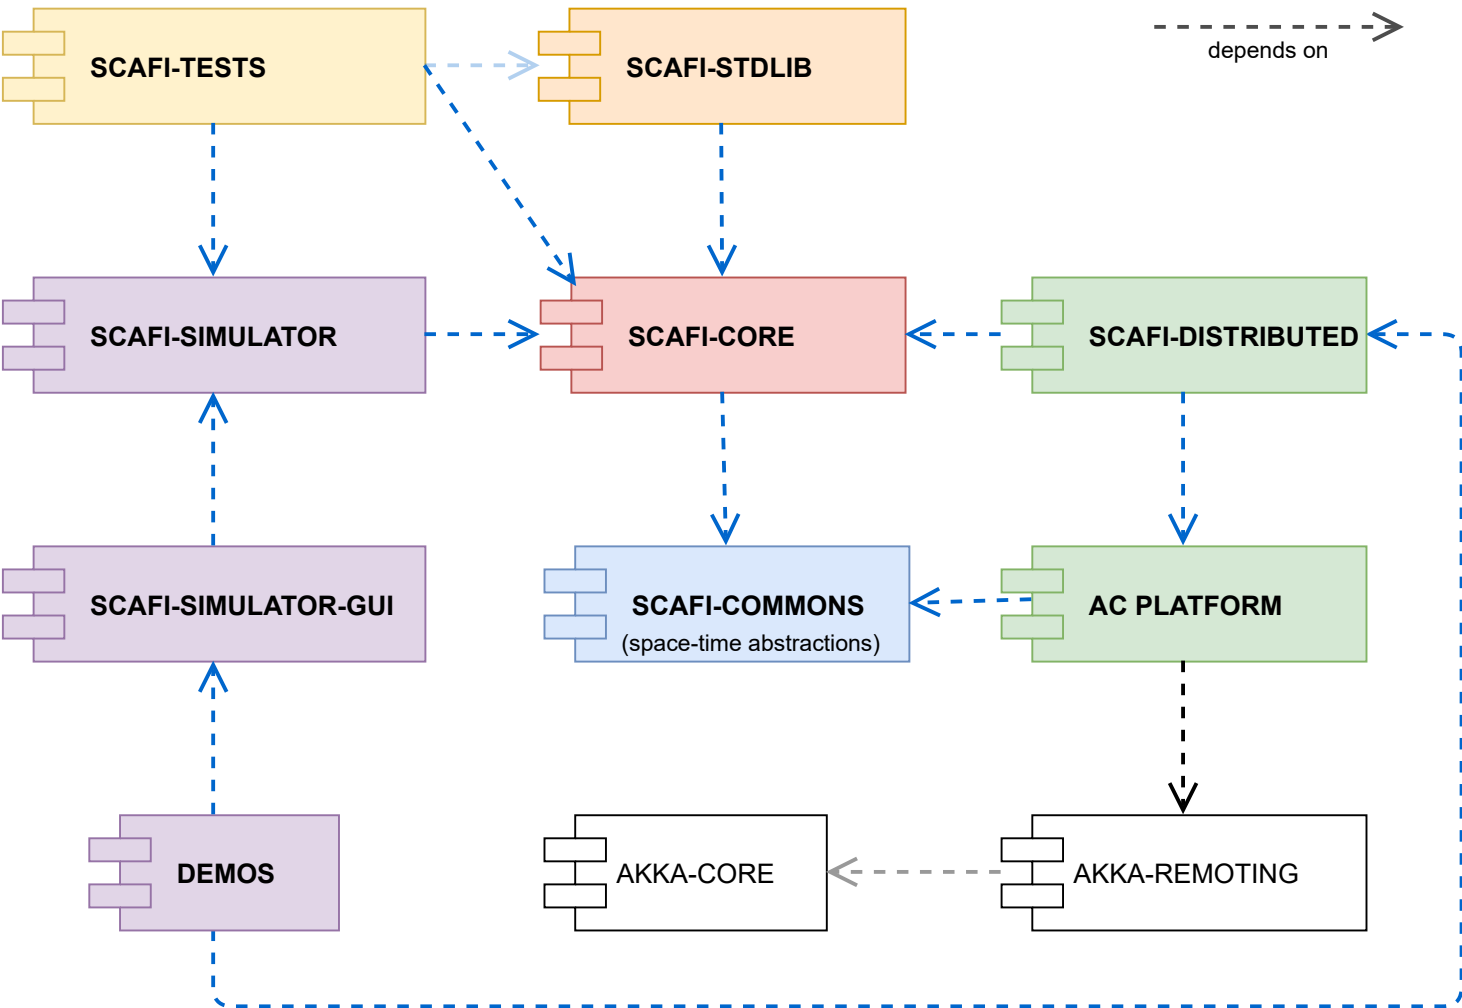 SCAFI-TESTS
SCAFI-STDLIB
depends on
SCAFI-SIMULATOR
SCAFI-CORE
SCAFI-DISTRIBUTED
SCAFI-SIMULATOR-GUI
SCAFI-COMMONS
(space-time abstractions)
AC PLATFORM
DEMOS
AKKA-CORE
AKKA-REMOTING